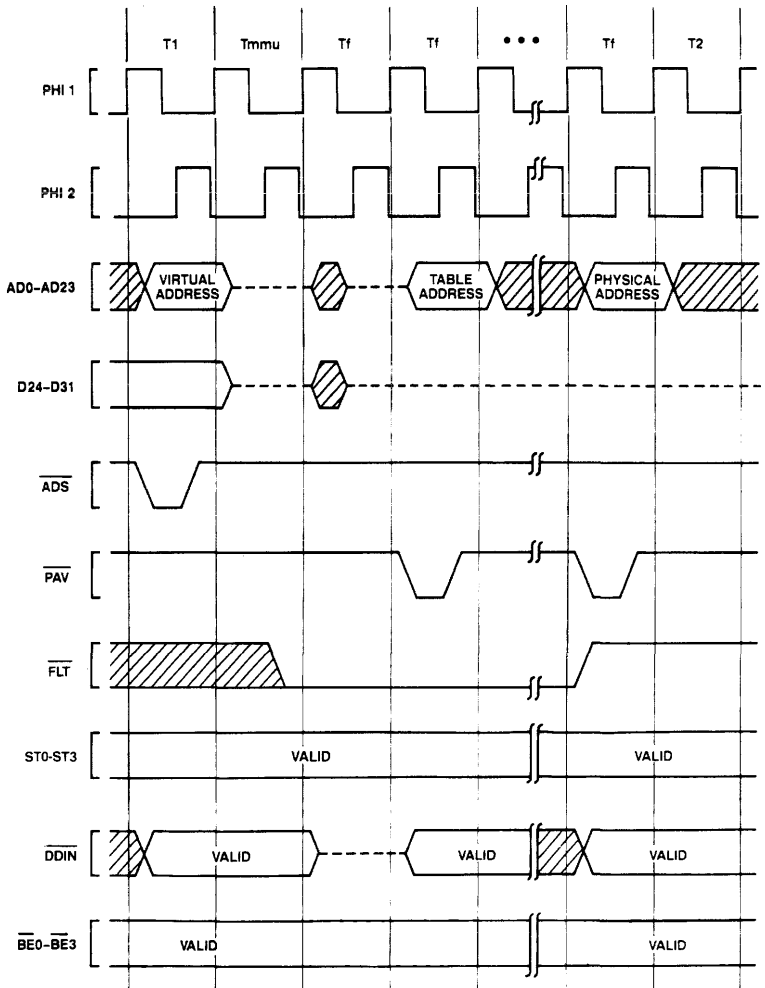 T1 Tmmu Tf Tf ••• Tf T2
PHI 1
PHI 2
AD0–AD23 VIRTUAL ADDRESS TABLE ADDRESS PHYSICAL ADDRESS
D24–D31
ADS
PAV
FLT
ST0-ST3 VALID VALID
DDIN VALID VALID VALID
BE0–BE3 VALID VALID